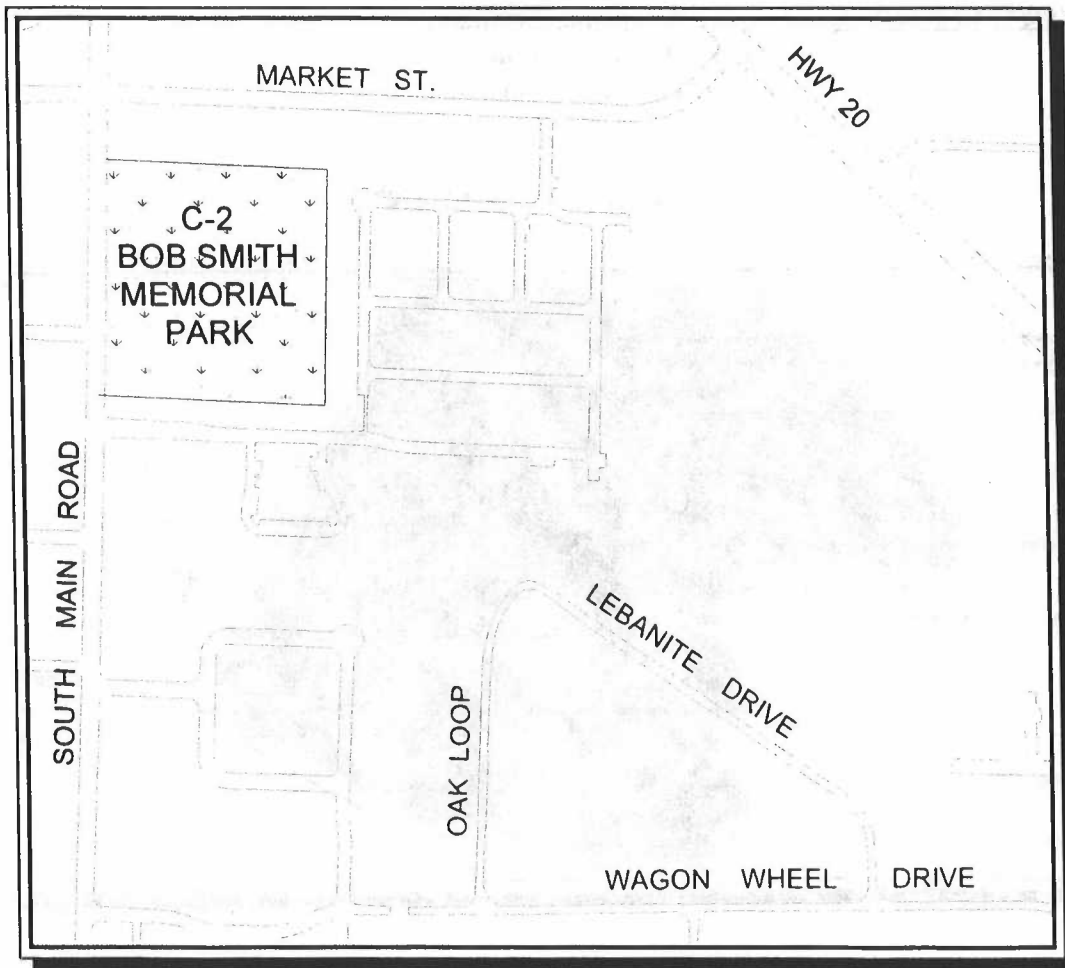 MARKET ST.
HWY 20
C-2
BOB SMITH
MEMORIAL
PARK
SOUTH MAIN ROAD
LEBANITE DRIVE
OAK LOOP
WAGON WHEEL DRIVE